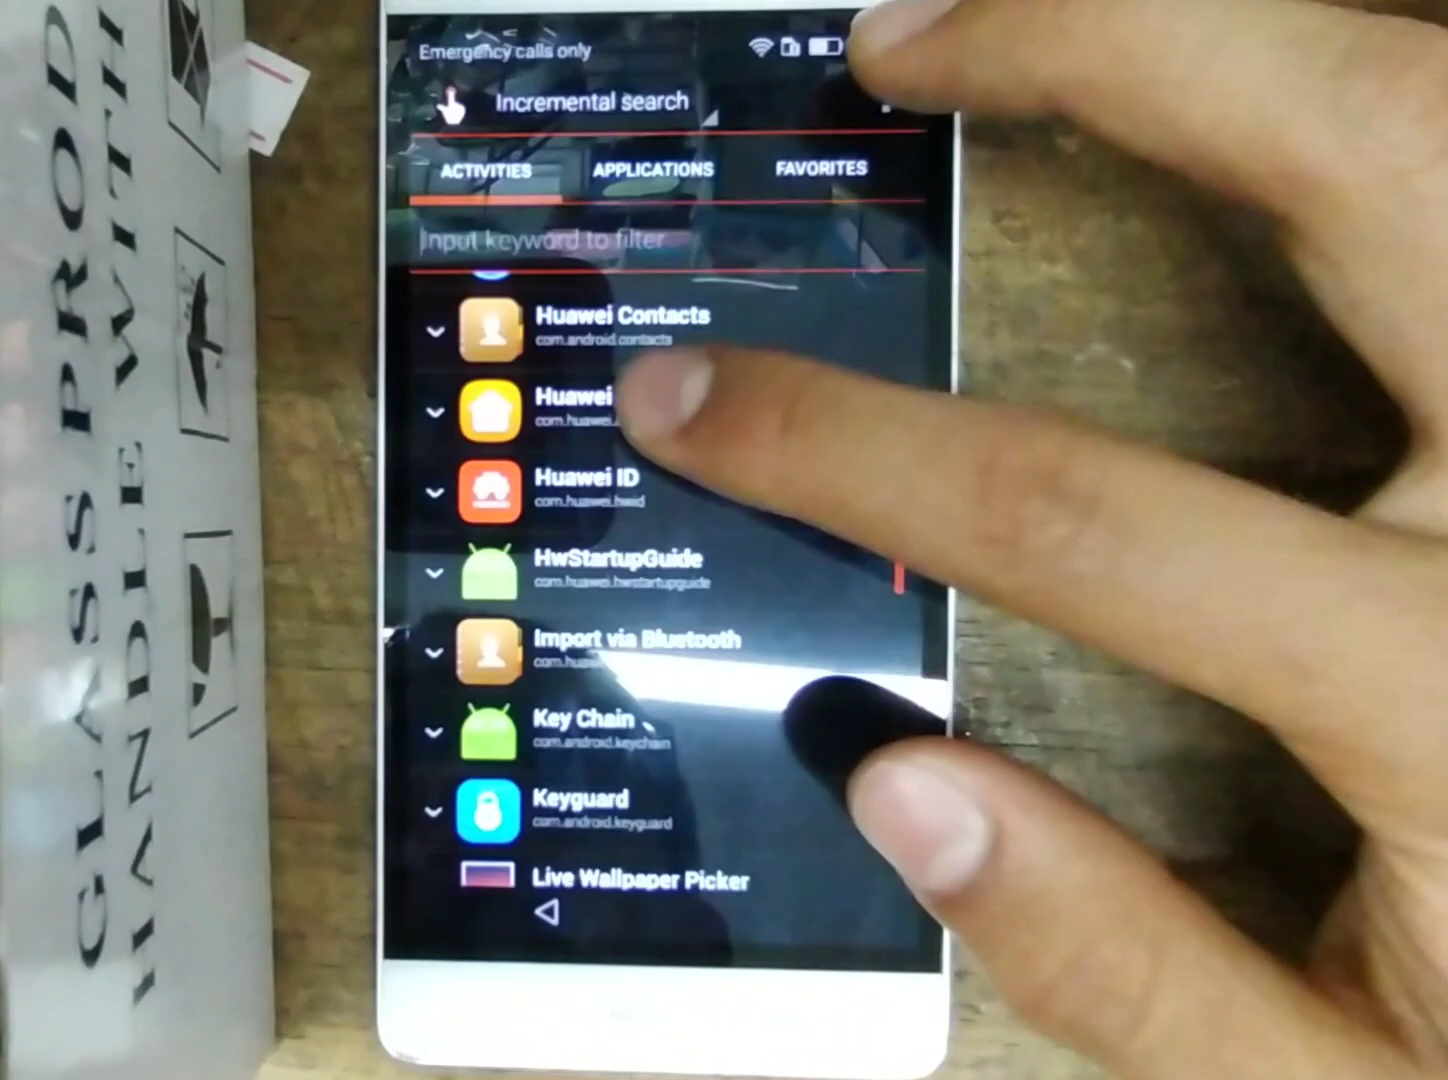 GLASS PROD
HANDLE WITH
Emergency calls only
Incremental search
ACTIVITIES APPLICATIONS FAVORITES
Input keyword to filter
Huawei Contacts
com.android.contacts
Huawei
com.huawei.
Huawei ID
com.huawei.hwid
HwStartupGuide
com.huawei.hwstartupguide
Import via Bluetooth
Key Chain
com.android.keychain
Keyguard
com.android.keyguard
Live Wallpaper Picker